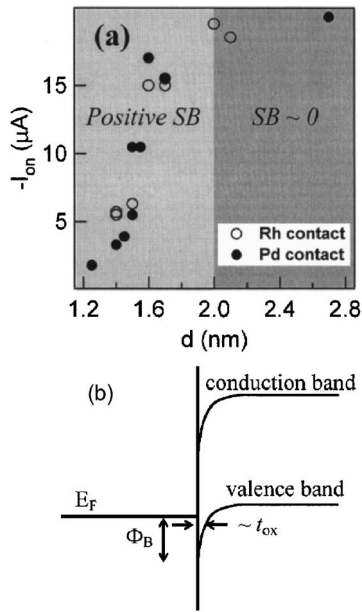 (a)
15
10
5
-I_on (μA)
Positive SB
SB ~ 0
Rh contact
Pd contact
1.2
1.6
2.0
2.4
2.8
d (nm)
(b)
conduction band
E_F
valence band
Φ_B
~ t_ox